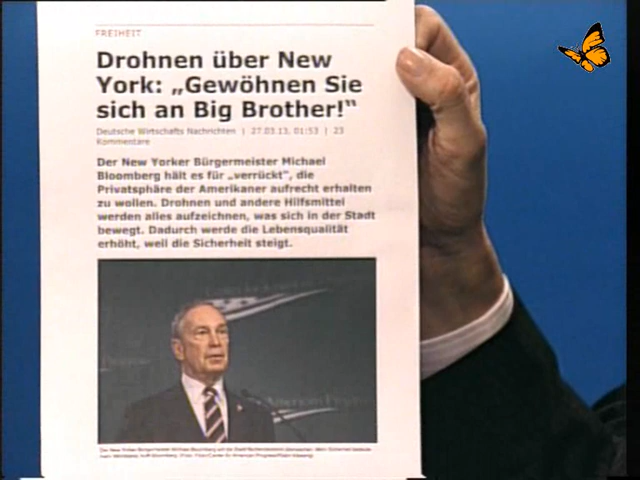 FREIHEIT
Drohnen über New
York: „Gewöhnen Sie
sich an Big Brother!“
Deutsche Wirtschafts Nachrichten | 27.03.13, 01:53 | 23
Kommentare
Der New Yorker Bürgermeister Michael
Bloomberg hält es für „verrückt“, die
Privatsphäre der Amerikaner aufrecht erhalten
zu wollen. Drohnen und andere Hilfsmittel
werden alles aufzeichnen, was sich in der Stadt
bewegt. Dadurch werde die Lebensqualität
erhöht, weil die Sicherheit steigt.